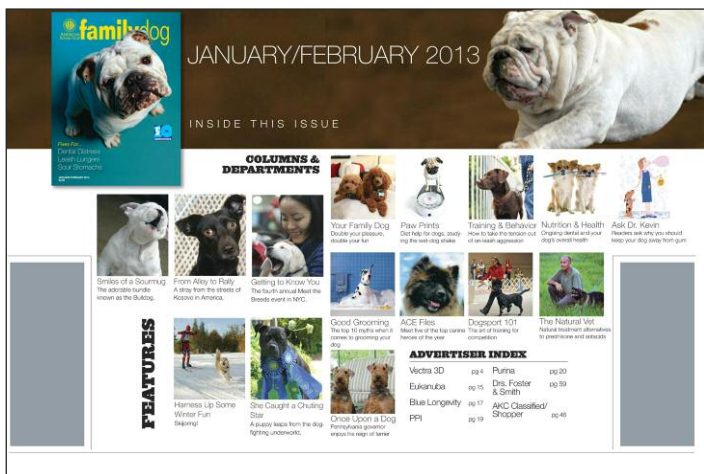 familydog
JANUARY/FEBRUARY 2013
INSIDE THIS ISSUE
Fixes For...
Dental Distress
Leash Lungers
Sour Stomachs
COLUMNS &
DEPARTMENTS
Smiles of a Sourmug
The adorable bundle
known as the Bulldog.
From Alley to Rally
A stray from the streets of
Kosovo in America.
Getting to Know You
The fourth annual Meet the
Breeds event in NYC.
FEATURES
Harness Up Some
Winter Fun
Skijoring!
She Caught a Chuting
Star
A puppy leaps from the dog-
fighting underworld.
Your Family Dog
Double your pleasure,
double your fun
Paw Prints
Diet help for dogs, study-
ing the wet-dog shake
Training & Behavior
How to take the tension out
of on-leash aggression
Nutrition & Health
Ongoing dental and your
dog's overall health
Ask Dr. Kevin
Readers ask why you should
keep your dog away from gum
Good Grooming
The top 10 myths when it
comes to grooming your
dog
ACE Files
Meet five of the top canine
heroes of the year
Dogsport 101
The art of training for
competition
The Natural Vet
Natural treatment alternatives
to prednisone and antacids
Once Upon a Dog
Pennsylvania governor
enjoys the reign of terrier
ADVERTISER INDEX
Vectra 3D pg 4
Eukanuba pg 15
Blue Longevity pg 17
PPI pg 19
Purina pg 20
Drs. Foster
& Smith pg 59
AKC Classified/
Shopper pg 46